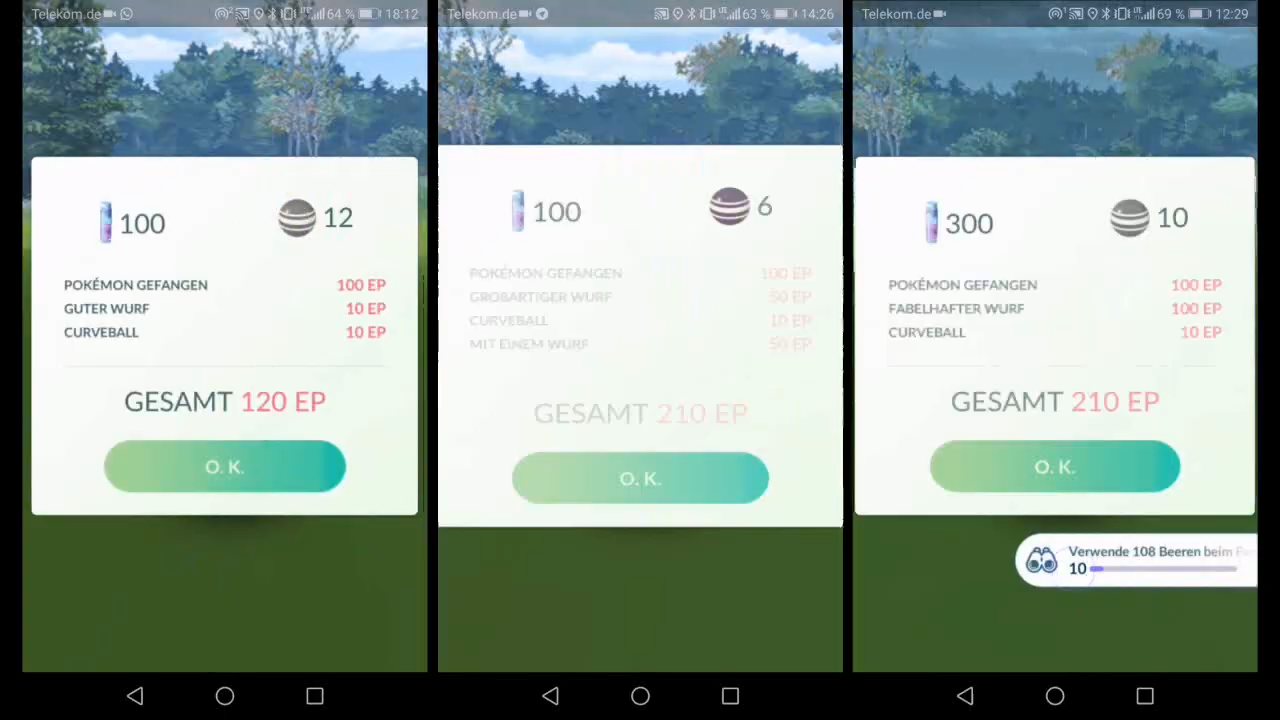 Telekom.de 64 % 18:12
100 12
POKÉMON GEFANGEN 100 EP
GUTER WURF 10 EP
CURVEBALL 10 EP
GESAMT 120 EP
O. K.
Telekom.de 63 % 14:26
100 6
POKÉMON GEFANGEN 100 EP
GROßARTIGER WURF 50 EP
CURVEBALL 10 EP
MIT EINEM WURF 50 EP
GESAMT 210 EP
O. K.
Telekom.de 69 % 12:29
300 10
POKÉMON GEFANGEN 100 EP
FABELHAFTER WURF 100 EP
CURVEBALL 10 EP
GESAMT 210 EP
O. K.
Verwende 108 Beeren beim
10